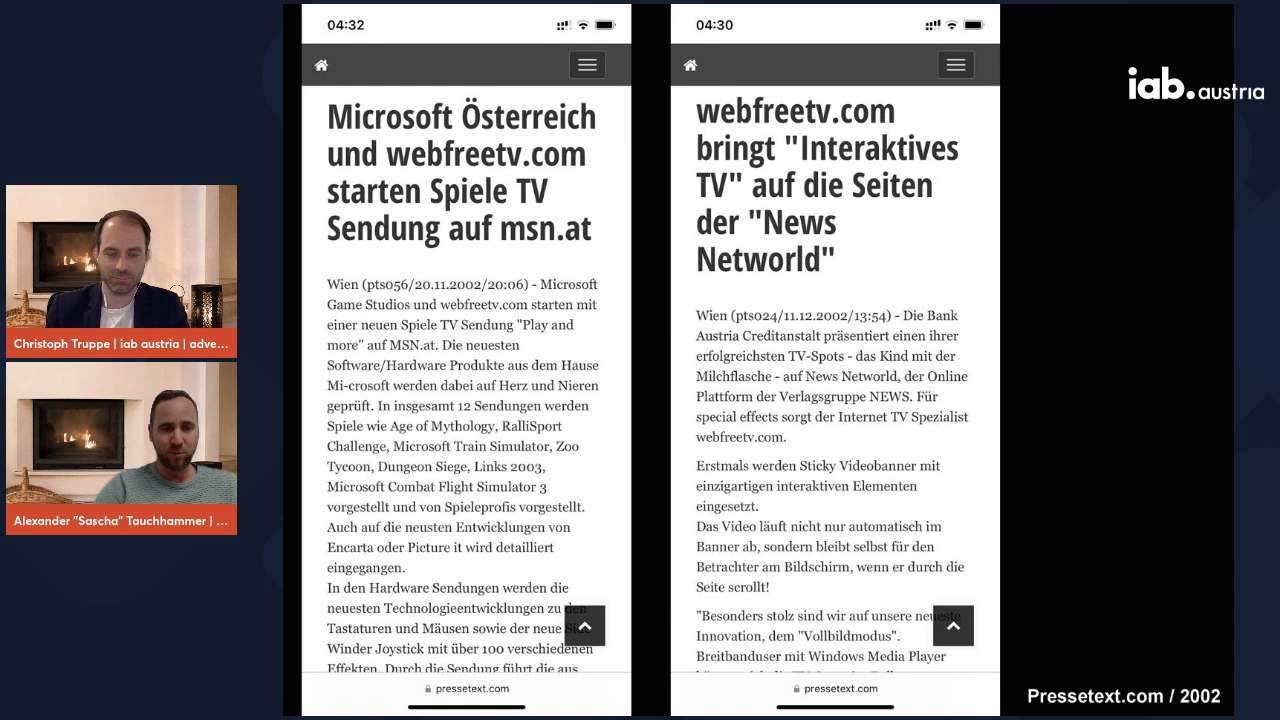 04:32
Microsoft Österreich
und webfreetv.com
starten Spiele TV
Sendung auf msn.at
Wien (pts056/20.11.2002/20:06) - Microsoft
Game Studios und webfreetv.com starten mit
einer neuen Spiele TV Sendung "Play and
more" auf MSN.at. Die neuesten
Software/Hardware Produkte aus dem Hause
Mi-crosoft werden dabei auf Herz und Nieren
geprüft. In insgesamt 12 Sendungen werden
Spiele wie Age of Mythology, RalliSport
Challenge, Microsoft Train Simulator, Zoo
Tycoon, Dungeon Siege, Links 2003,
Microsoft Combat Flight Simulator 3
vorgestellt und von Spieleprofis vorgestellt.
Auch auf die neusten Entwicklungen von
Encarta oder Picture it wird detailliert
eingegangen.
In den Hardware Sendungen werden die
neuesten Technologieentwicklungen zu den
Tastaturen und Mäusen sowie der neue Side
Winder Joystick mit über 100 verschiedenen
Effekten. Durch die Sendung führt die aus
pressetext.com
04:30
webfreetv.com
bringt "Interaktives
TV" auf die Seiten
der "News
Networld"
Wien (pts024/11.12.2002/13:54) - Die Bank
Austria Creditanstalt präsentiert einen ihrer
erfolgreichsten TV-Spots - das Kind mit der
Milchflasche - auf News Networld, der Online
Plattform der Verlagsgruppe NEWS. Für
special effects sorgt der Internet TV Spezialist
webfreetv.com.
Erstmals werden Sticky Videobanner mit
einzigartigen interaktiven Elementen
eingesetzt.
Das Video läuft nicht nur automatisch im
Banner ab, sondern bleibt selbst für den
Betrachter am Bildschirm, wenn er durch die
Seite scrollt!
"Besonders stolz sind wir auf unsere neueste
Innovation, dem "Vollbildmodus".
Breitbanduser mit Windows Media Player
pressetext.com
iab.austria
Christoph Truppe | iab austria | adve...
Alexander "Sascha" Tauchhammer | ...
Pressetext.com / 2002